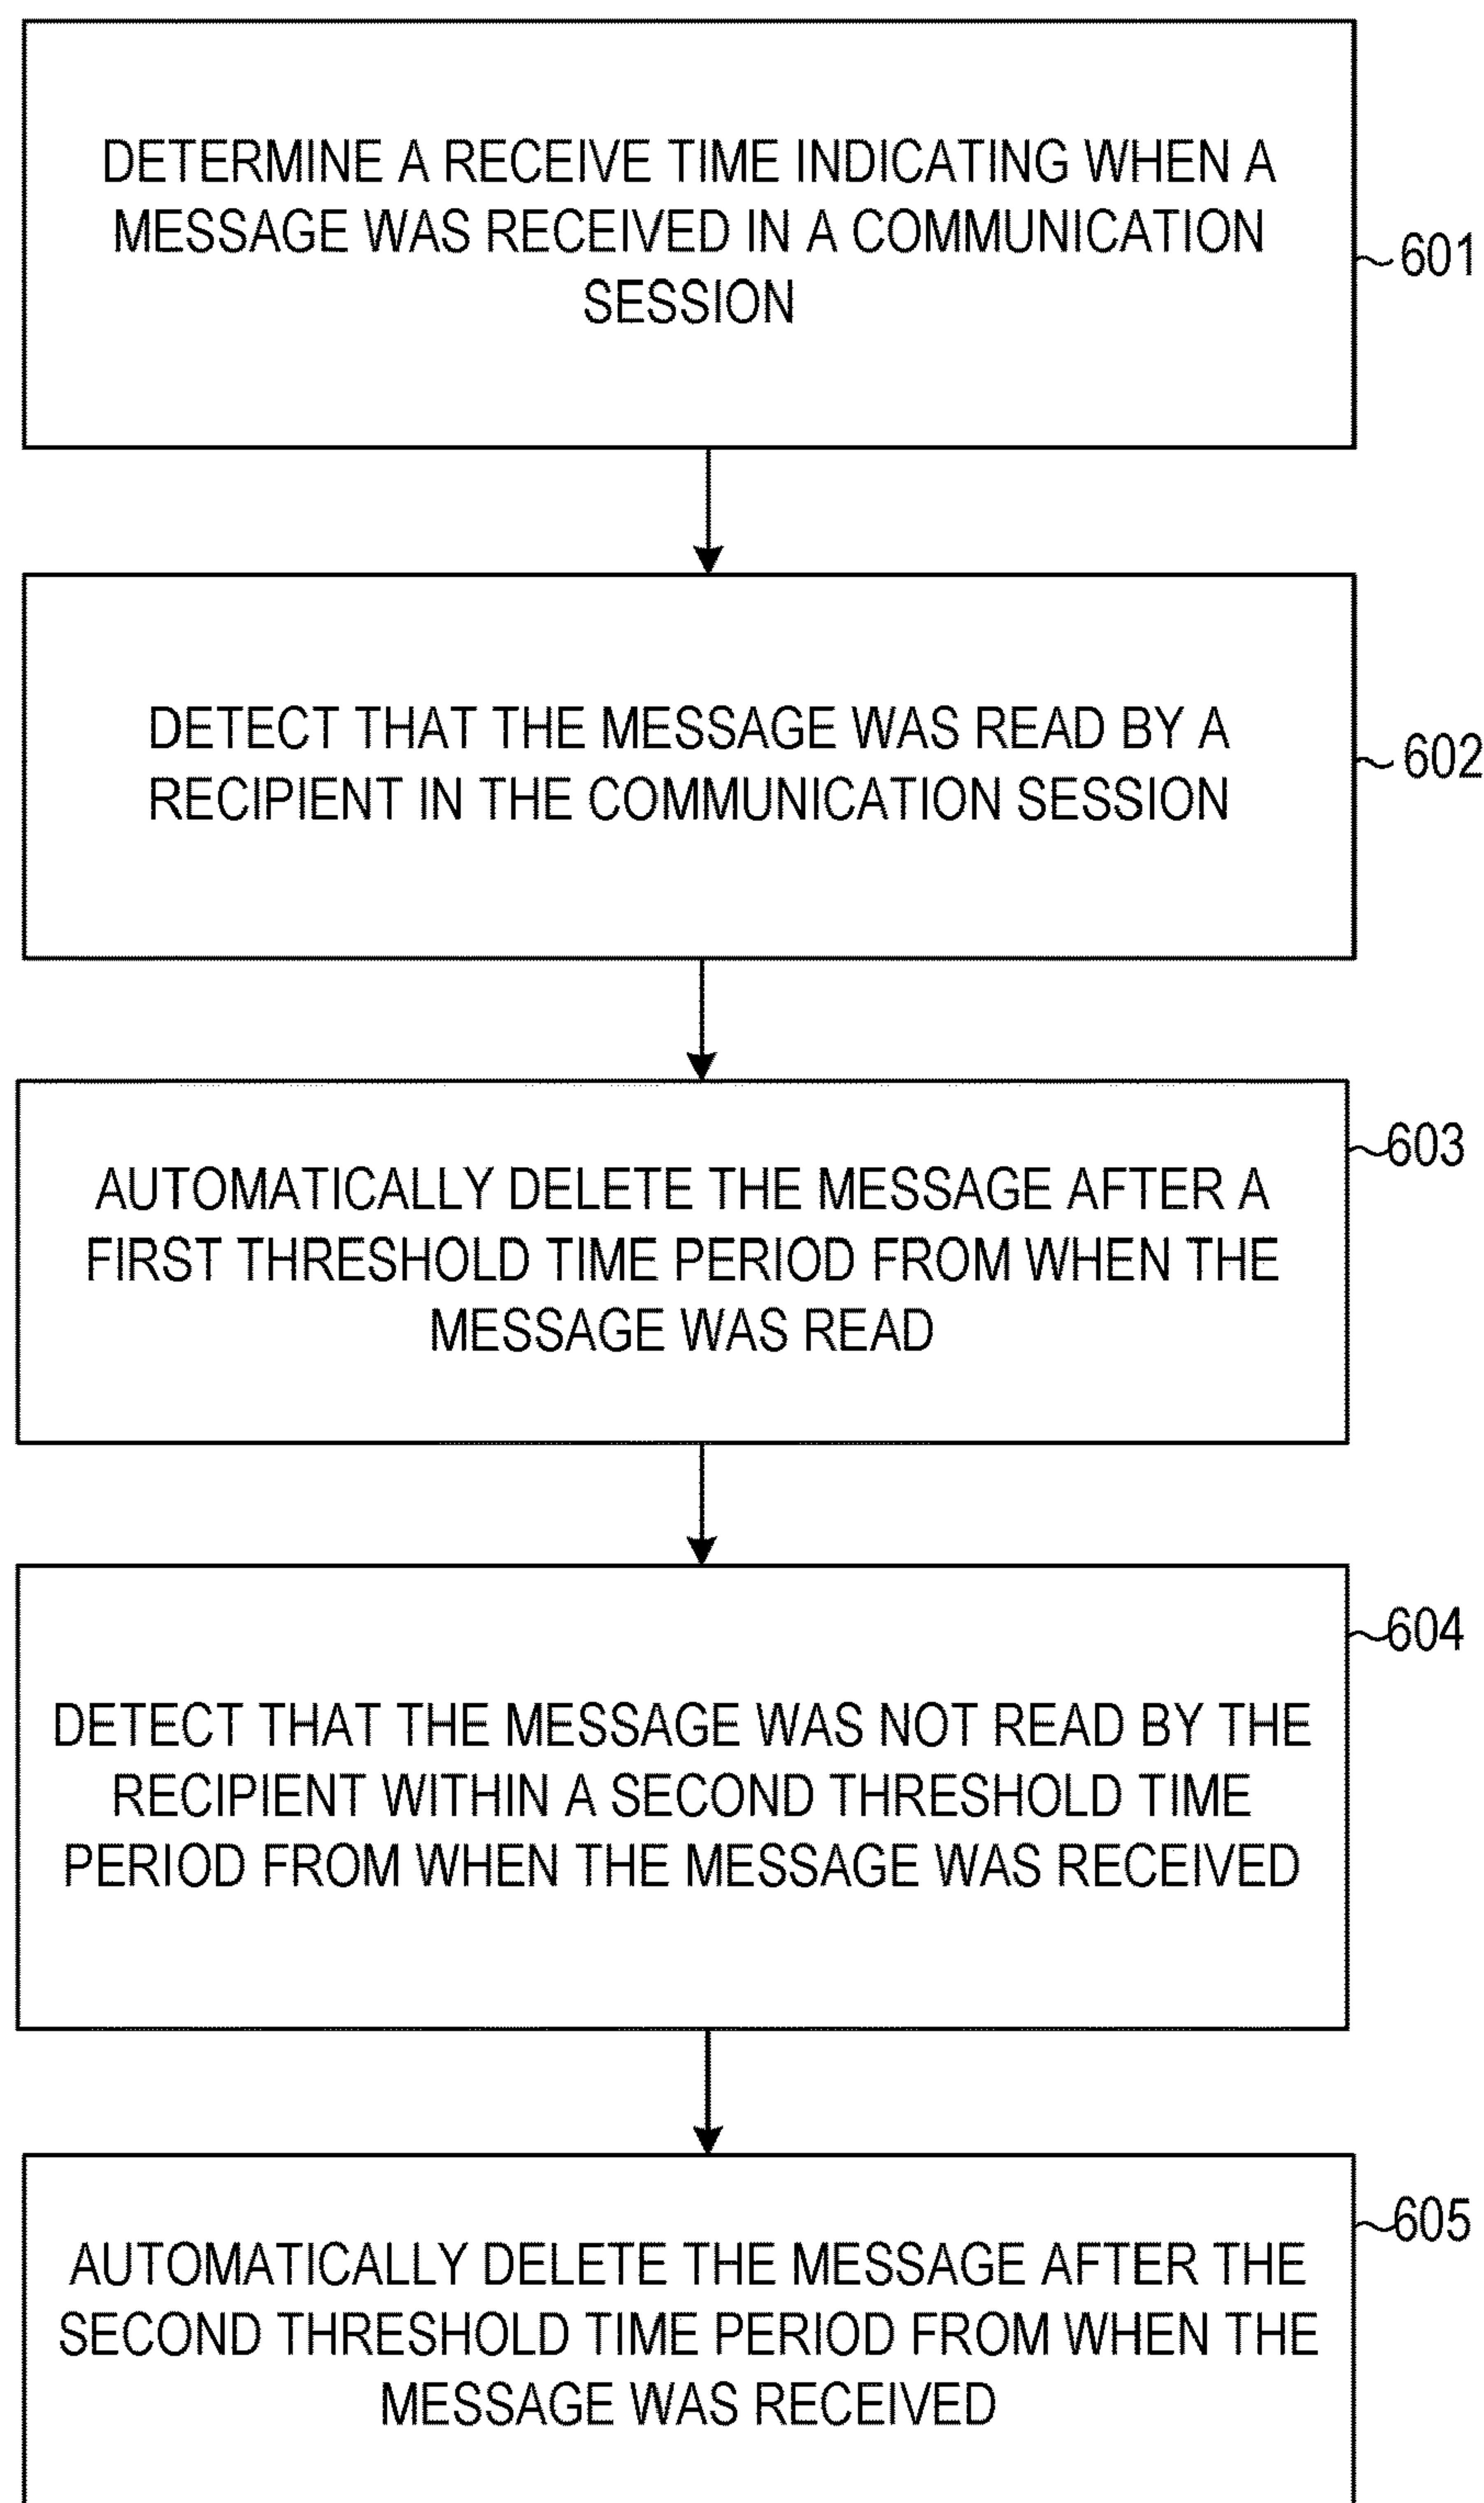 DETERMINE A RECEIVE TIME INDICATING WHEN A
MESSAGE WAS RECEIVED IN A COMMUNICATION
SESSION
601
DETECT THAT THE MESSAGE WAS READ BY A
RECIPIENT IN THE COMMUNICATION SESSION
602
603
AUTOMATICALLY DELETE THE MESSAGE AFTER A
FIRST THRESHOLD TIME PERIOD FROM WHEN THE
MESSAGE WAS READ
604
DETECT THAT THE MESSAGE WAS NOT READ BY THE
RECIPIENT WITHIN A SECOND THRESHOLD TIME
PERIOD FROM WHEN THE MESSAGE WAS RECEIVED
605
AUTOMATICALLY DELETE THE MESSAGE AFTER THE
SECOND THRESHOLD TIME PERIOD FROM WHEN THE
MESSAGE WAS RECEIVED